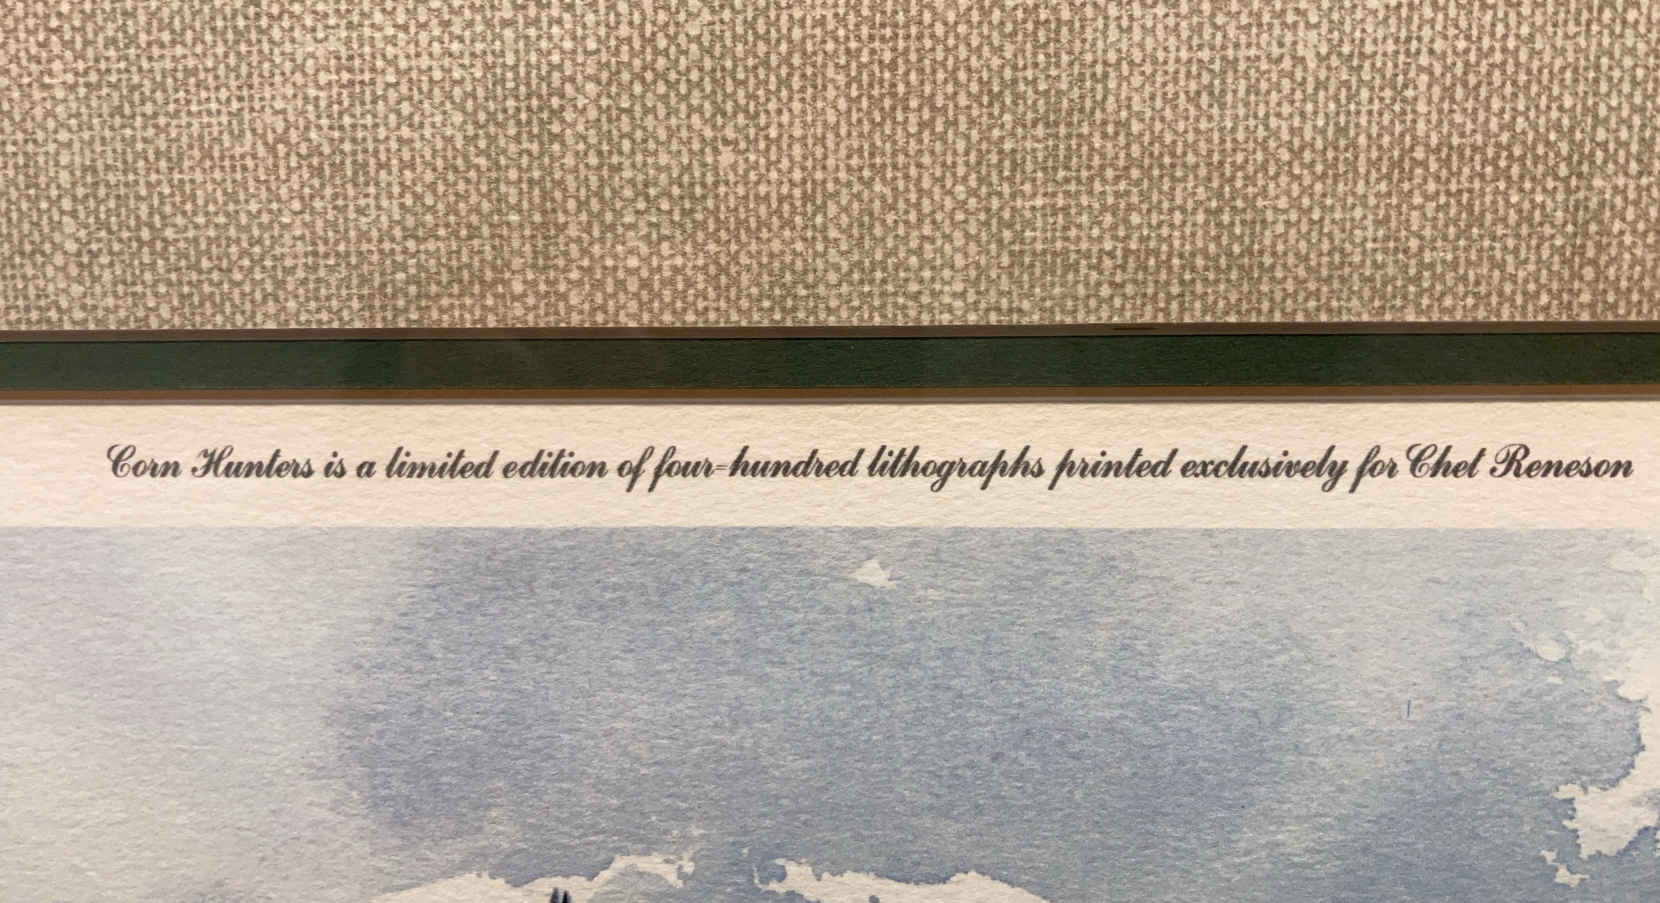 Corn Hunters is a limited edition of four-hundred lithographs printed exclusively for Chet Reneson